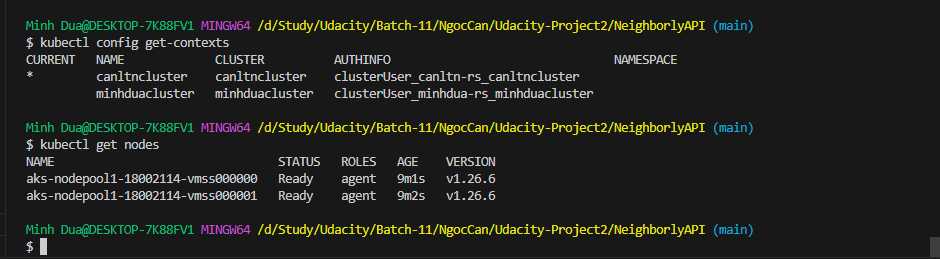 Minh Dua@DESKTOP-7K88FV1 MINGW64 /d/Study/Udacity/Batch-11/NgocCan/Udacity-Project2/NeighborlyAPI (main)
$ kubectl config get-contexts
CURRENT   NAME             CLUSTER          AUTHINFO                                NAMESPACE
*         canltncluster    canltncluster    clusterUser_canltn-rs_canltncluster
          minhduacluster   minhduacluster   clusterUser_minhdua-rs_minhduacluster
Minh Dua@DESKTOP-7K88FV1 MINGW64 /d/Study/Udacity/Batch-11/NgocCan/Udacity-Project2/NeighborlyAPI (main)
$ kubectl get nodes
NAME                                STATUS   ROLES   AGE    VERSION
aks-nodepool1-18002114-vmss000000   Ready    agent   9m1s   v1.26.6
aks-nodepool1-18002114-vmss000001   Ready    agent   9m2s   v1.26.6
Minh Dua@DESKTOP-7K88FV1 MINGW64 /d/Study/Udacity/Batch-11/NgocCan/Udacity-Project2/NeighborlyAPI (main)
$